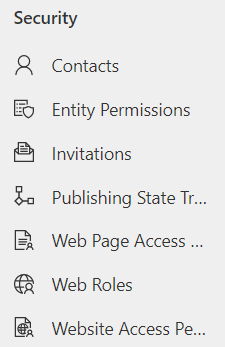 Security
Contacts
Entity Permissions
Invitations
Publishing State Tr...
Web Page Access ...
Web Roles
Website Access Pe...